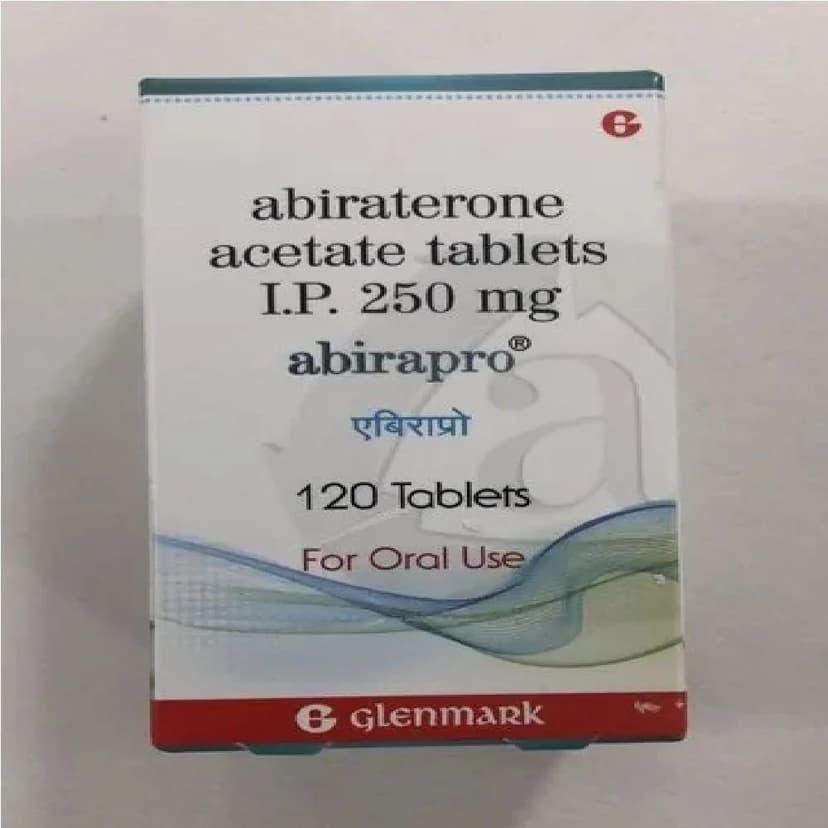 abiraterone
acetate tablets
I.P. 250 mg
abirapro®
एबिराप्रो
120 Tablets
For Oral Use
GLENMARK